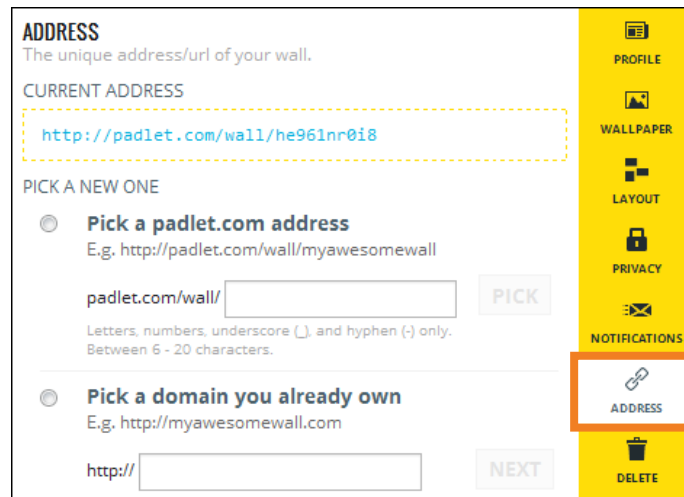 ADDRESS
The unique address/url of your wall.
CURRENT ADDRESS
http://padlet.com/wall/he961nr0i8
PICK A NEW ONE
Pick a padlet.com address
E.g. http://padlet.com/wall/myawesomewall
padlet.com/wall/
PICK
Letters, numbers, underscore (_), and hyphen (-) only.
Between 6 - 20 characters.
Pick a domain you already own
E.g. http://myawesomewall.com
http://
NEXT
PROFILE
WALLPAPER
LAYOUT
PRIVACY
NOTIFICATIONS
ADDRESS
DELETE